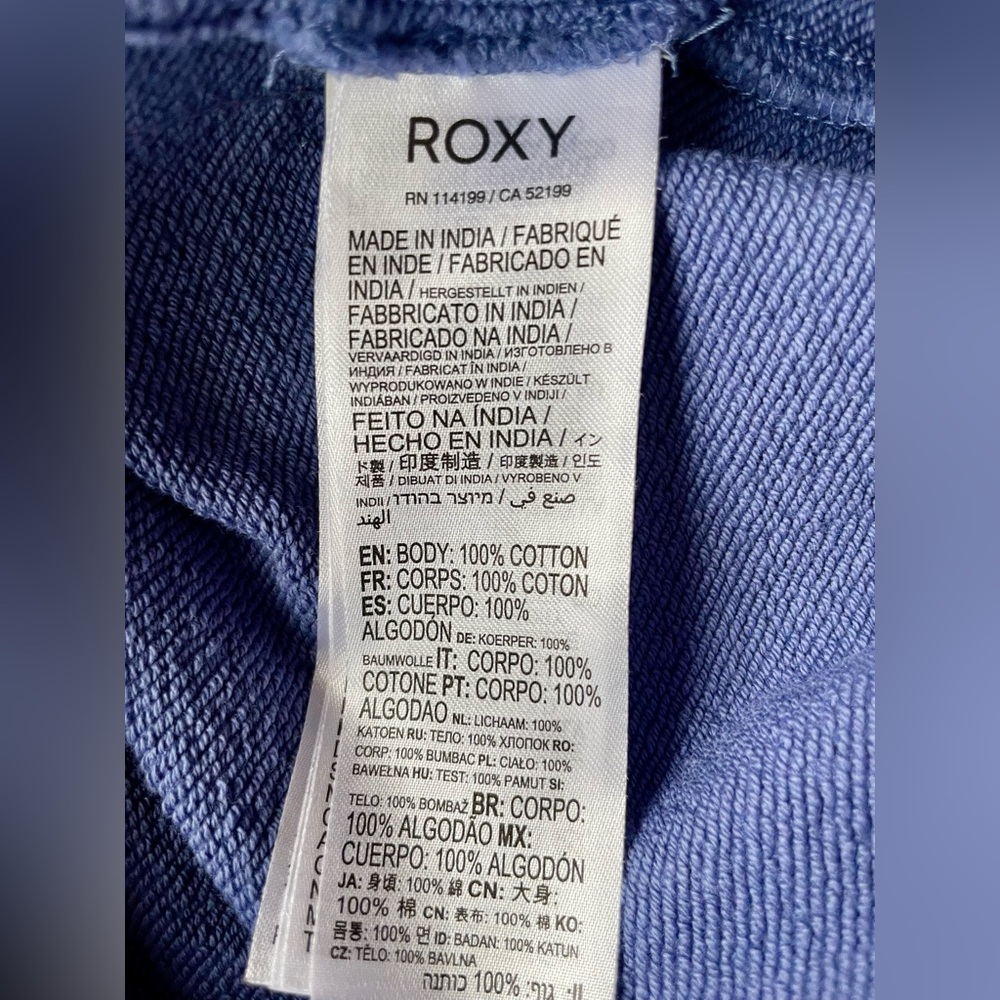 ROXY
RN 114199 / CA 52199
MADE IN INDIA / FABRIQUÉ
EN INDE / FABRICADO EN
INDIA / HERGESTELLT IN INDIEN /
FABBRICATO IN INDIA /
FABRICADO NA INDIA /
VERVAARDIGD IN INDIA / ИЗГОТОВЛЕНО В
ИНДИЯ / FABRICAT ÎN INDIA /
WYPRODUKOWANO W INDIE / KÉSZÜLT
INDIÁBAN / PROIZVEDENO V INDIJI /
FEITO NA ÍNDIA /
HECHO EN INDIA / イン
ド製 / 印度制造 / 印度製造 / 인도
제품 / DIBUAT DI INDIA / VYROBENO V
INDII / מיוצר בהודו / صنع في
الهند
EN: BODY: 100% COTTON
FR: CORPS: 100% COTON
ES: CUERPO: 100%
ALGODÓN DE: KOERPER: 100%
BAUMWOLLE IT: CORPO: 100%
COTONE PT: CORPO: 100%
ALGODAO NL: LICHAAM: 100%
KATOEN RU: ТЕЛО: 100% ХЛОПОК RO:
CORP: 100% BUMBAC PL: CIAŁO: 100%
BAWEŁNA HU: TEST: 100% PAMUT SI:
TELO: 100% BOMBAŽ BR: CORPO:
100% ALGODÃO MX:
CUERPO: 100% ALGODÓN
JA: 身頃: 100% 綿 CN: 大身:
100% 棉 CN: 表布: 100% 棉 KO:
몸통: 100% 면 ID: BADAN: 100% KATUN
CZ: TĚLO: 100% BAVLNA
גוף: 100% כותנה